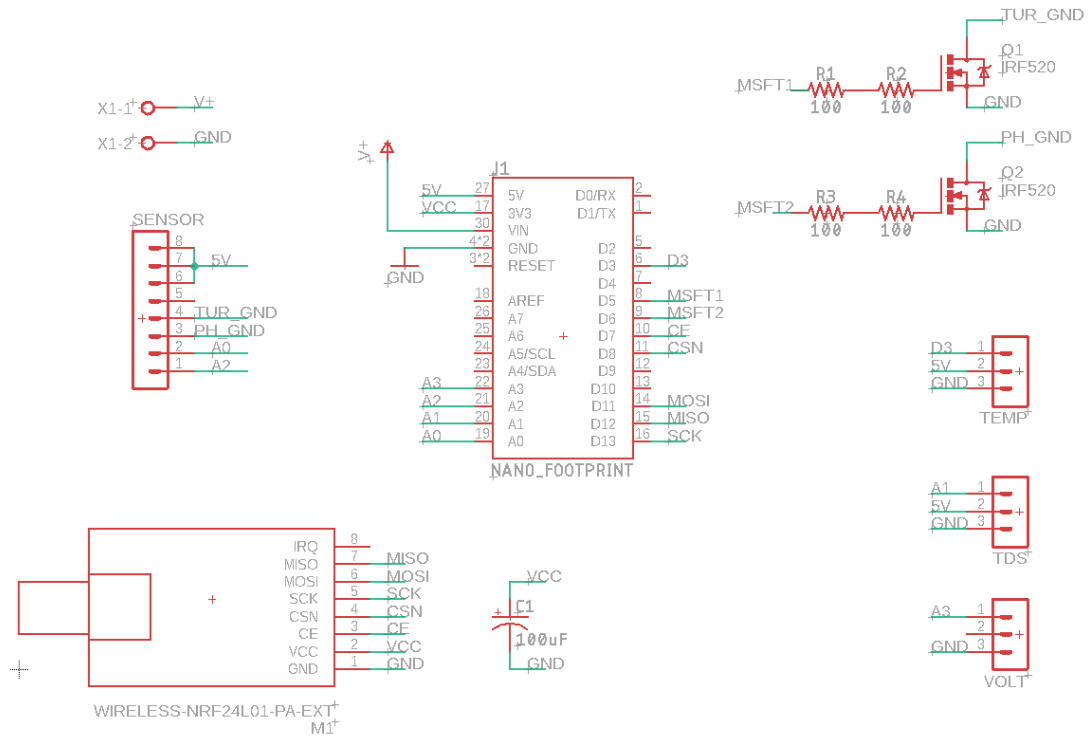 TUR_GND
Q1
IRF520
MSFT1
R1
100
R2
100
GND
X1-1
V+
X1-2
GND
PH_GND
Q2
IRF520
MSFT2
R3
100
R4
100
GND
V+
GND
J1
5V 27 5V
VCC 17 3V3
30 VIN
4*2 GND
3*2 RESET
18 AREF
26 A7
25 A6
24 A5/SCL
23 A4/SDA
A3 22 A3
A2 21 A2
A1 20 A1
A0 19 A0
D0/RX 2
D1/TX 1
D2 5
D3 6 D3
D4 7
D5 8 MSFT1
D6 9 MSFT2
D7 10 CE
D8 11 CSN
D9 12
D10 13
D11 14 MOSI
D12 15 MISO
D13 16 SCK
NANO_FOOTPRINT
SENSOR
8
7 5V
6
5
4 TUR_GND
3 PH_GND
2 A0
1 A2
D3 1
5V 2
GND 3
TEMP
A1 1
5V 2
GND 3
TDS
A3 1
2
GND 3
VOLT
IRQ 8
MISO 7 MISO
MOSI 6 MOSI
SCK 5 SCK
CSN 4 CSN
CE 3 CE
VCC 2 VCC
GND 1 GND
WIRELESS-NRF24L01-PA-EXT
M1
VCC
C1
100uF
GND